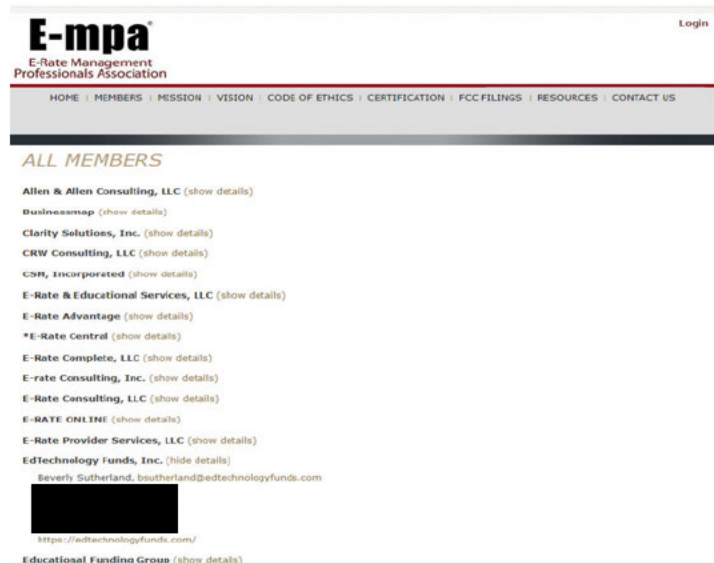 Login
E-mpa®
E-Rate Management
Professionals Association
HOME | MEMBERS | MISSION | VISION | CODE OF ETHICS | CERTIFICATION | FCC FILINGS | RESOURCES | CONTACT US
ALL MEMBERS
Allen & Allen Consulting, LLC (show details)
Businessmap (show details)
Clarity Solutions, Inc. (show details)
CRW Consulting, LLC (show details)
CSM, Incorporated (show details)
E-Rate & Educational Services, LLC (show details)
E-Rate Advantage (show details)
*E-Rate Central (show details)
E-Rate Complete, LLC (show details)
E-rate Consulting, Inc. (show details)
E-Rate Consulting, LLC (show details)
E-RATE ONLINE (show details)
E-Rate Provider Services, LLC (show details)
EdTechnology Funds, Inc. (hide details)
Beverly Sutherland, bsutherland@edtechnologyfunds.com
https://edtechnologyfunds.com/
Educational Funding Group (show details)